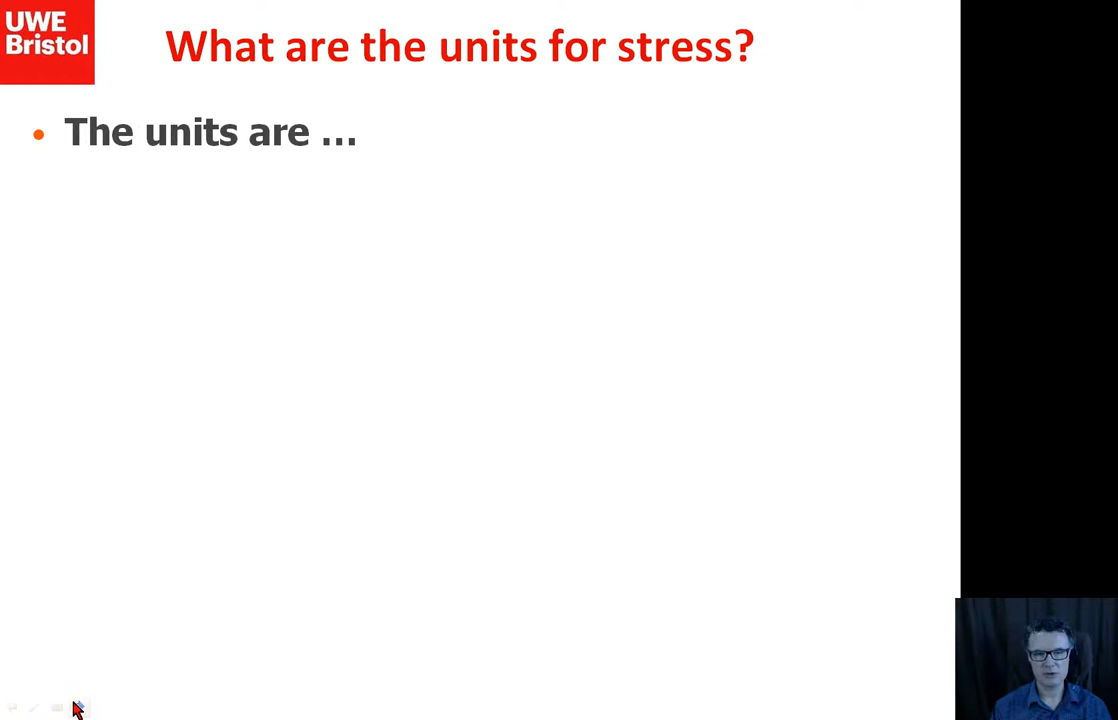 UWE
Bristol
What are the units for stress?
• The units are …